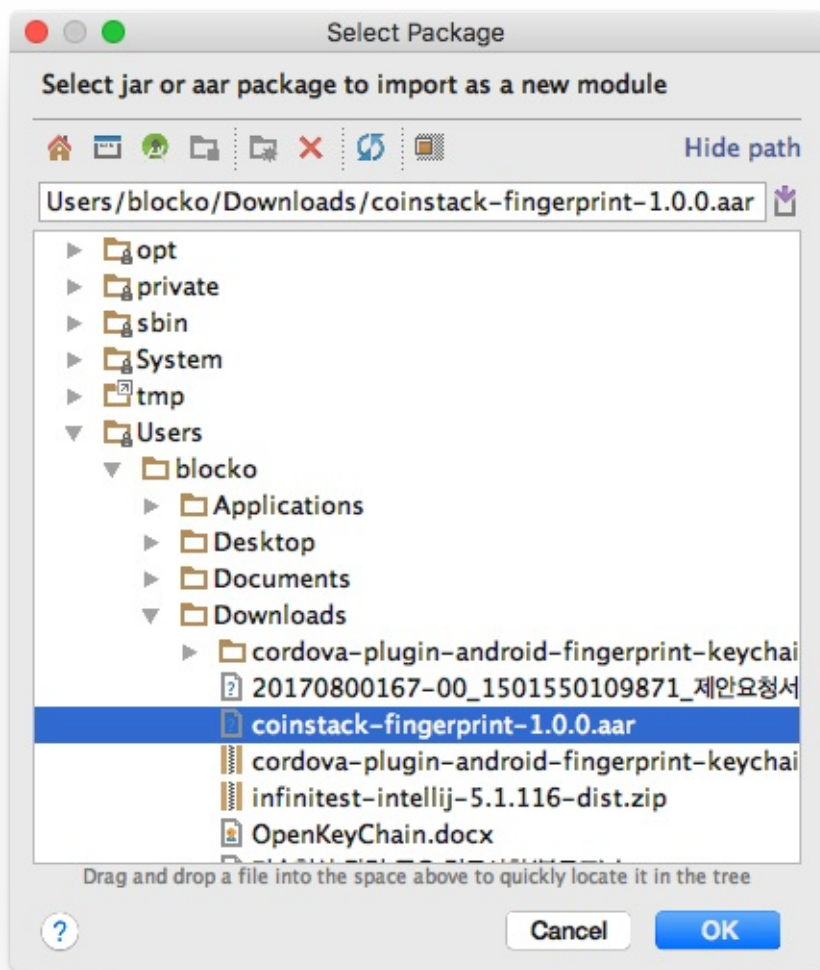 Select Package
Select jar or aar package to import as a new module
Hide path
Users/blocko/Downloads/coinstack-fingerprint-1.0.0.aar
opt
private
sbin
System
tmp
Users
blocko
Applications
Desktop
Documents
Downloads
cordova-plugin-android-fingerprint-keychai
20170800167-00_1501550109871_제안요청서
coinstack-fingerprint-1.0.0.aar
cordova-plugin-android-fingerprint-keychai
infinitest-intellij-5.1.116-dist.zip
OpenKeyChain.docx
Drag and drop a file into the space above to quickly locate it in the tree
?
Cancel
OK